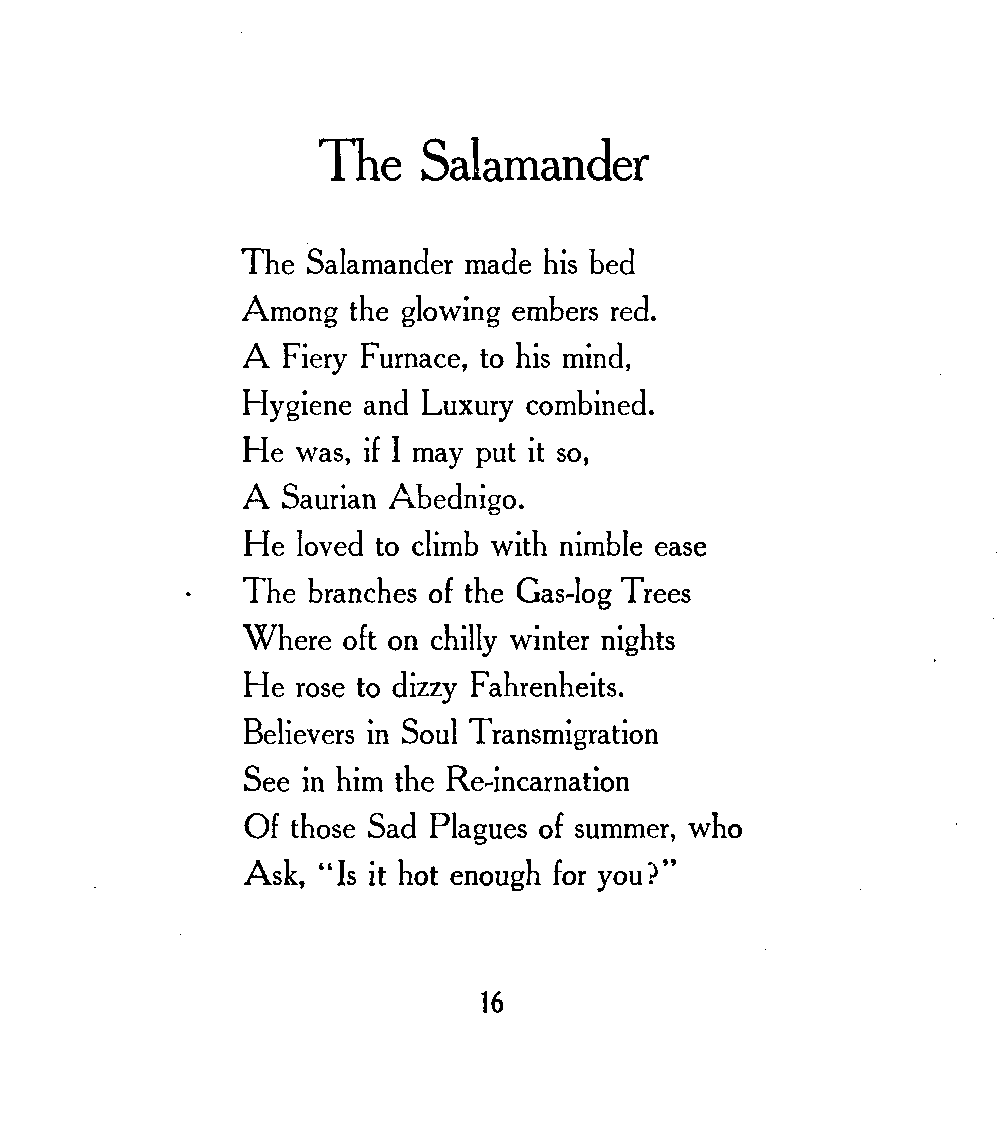 The Salamander
The Salamander made his bed
Among the glowing embers red.
A Fiery Furnace, to his mind,
Hygiene and Luxury combined.
He was, if I may put it so,
A Saurian Abednigo.
He loved to climb with nimble ease
The branches of the Gas-log Trees
Where oft on chilly winter nights
He rose to dizzy Fahrenheits.
Believers in Soul Transmigration
See in him the Re-incarnation
Of those Sad Plagues of summer, who
Ask, “Is it hot enough for you?”
16